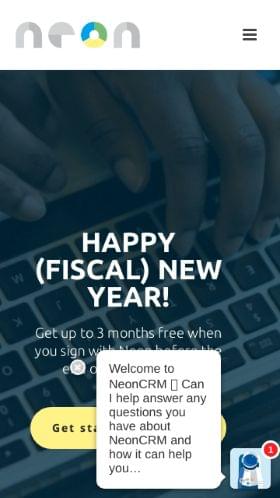 neon
HAPPY
(FISCAL) NEW
YEAR!
Get up to 3 months free when
you sign with Neon before the
Get sta
Welcome to
NeonCRM ▯ Can
I help answer any
questions you
have about
NeonCRM and
how it can help
you...
1